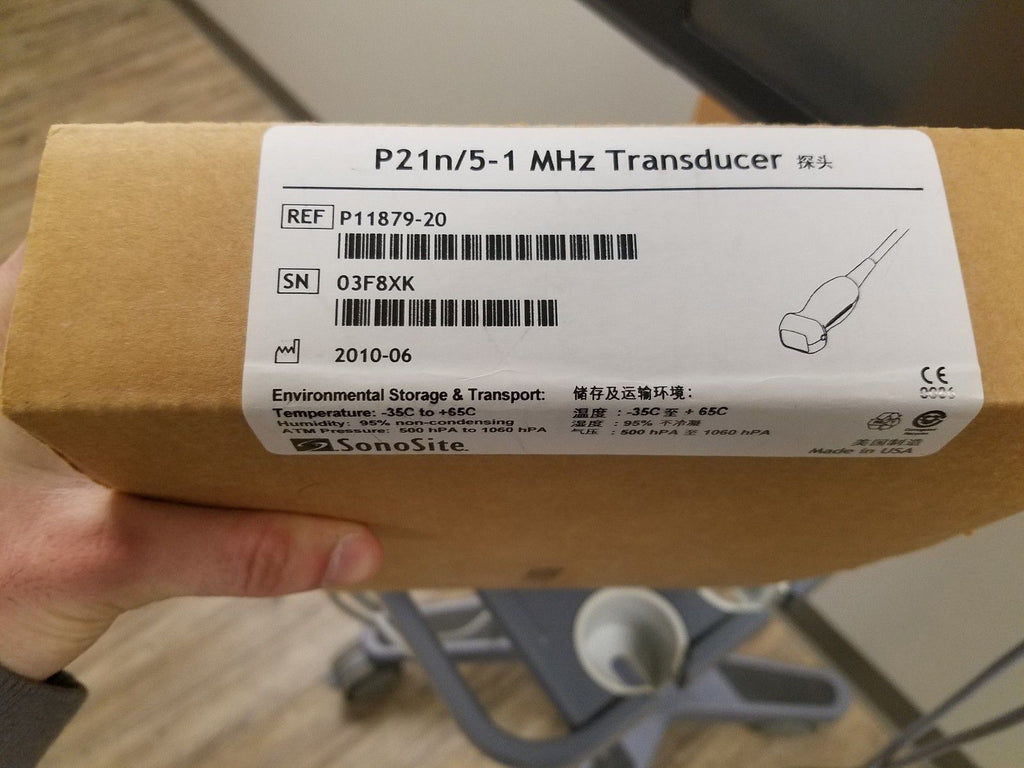 P21n/5-1 MHz Transducer 探头
REF P11879-20
SN 03F8XK
2010-06
Environmental Storage & Transport:
Temperature: -35C to +65C
Humidity: 95% non-condensing
ATM Pressure: 500 hPA to 1060 hPA
SonoSite
储存及运输环境:
温度 : -35C 至 + 65C
湿度 : 95% 不冷凝
气压 : 500 hPA 至 1060 hPA
CE
美国制造
Made in USA